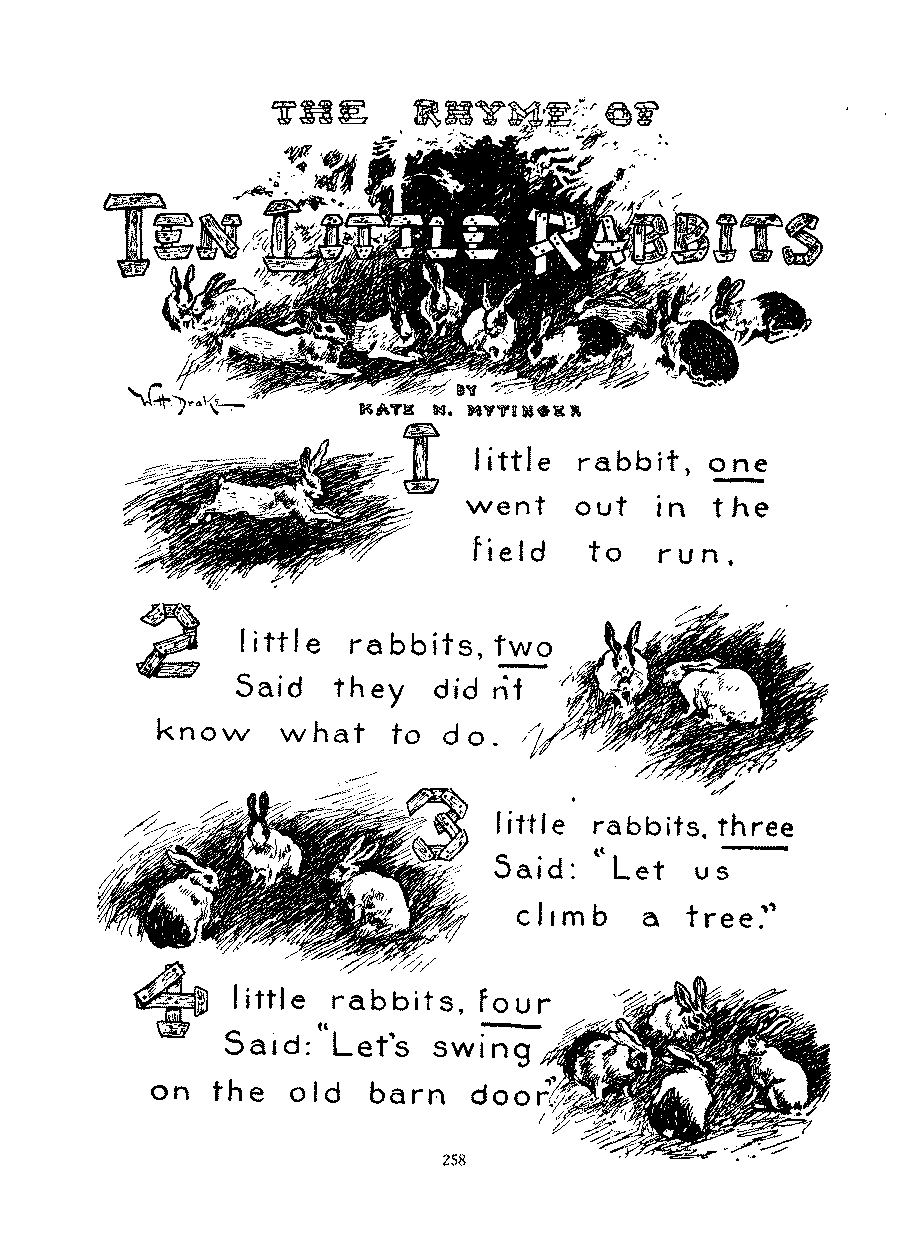 THE RHYME OF
TEN LITTLE RABBITS
W.H. Drake
BY
KATE N. MYTINGER
1 little rabbit, one
went out in the
field to run.
2 little rabbits, two
Said they did n't
know what to do.
3 little rabbits, three
Said: "Let us
climb a tree."
4 little rabbits, four
Said: "Let's swing
on the old barn door."
258